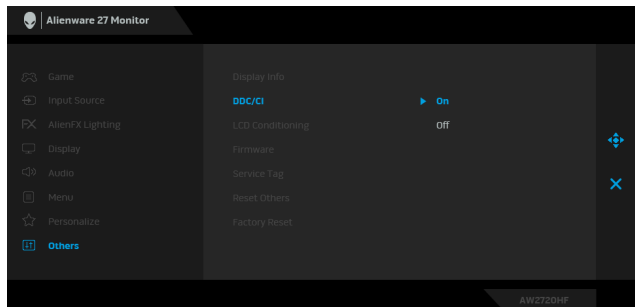 Alienware 27 Monitor
Game
Input Source
AlienFX Lighting
Display
Audio
Menu
Personalize
Others
Display Info
DDC/CI On
LCD Conditioning Off
Firmware
Service Tag
Reset Others
Factory Reset
AW2720HF